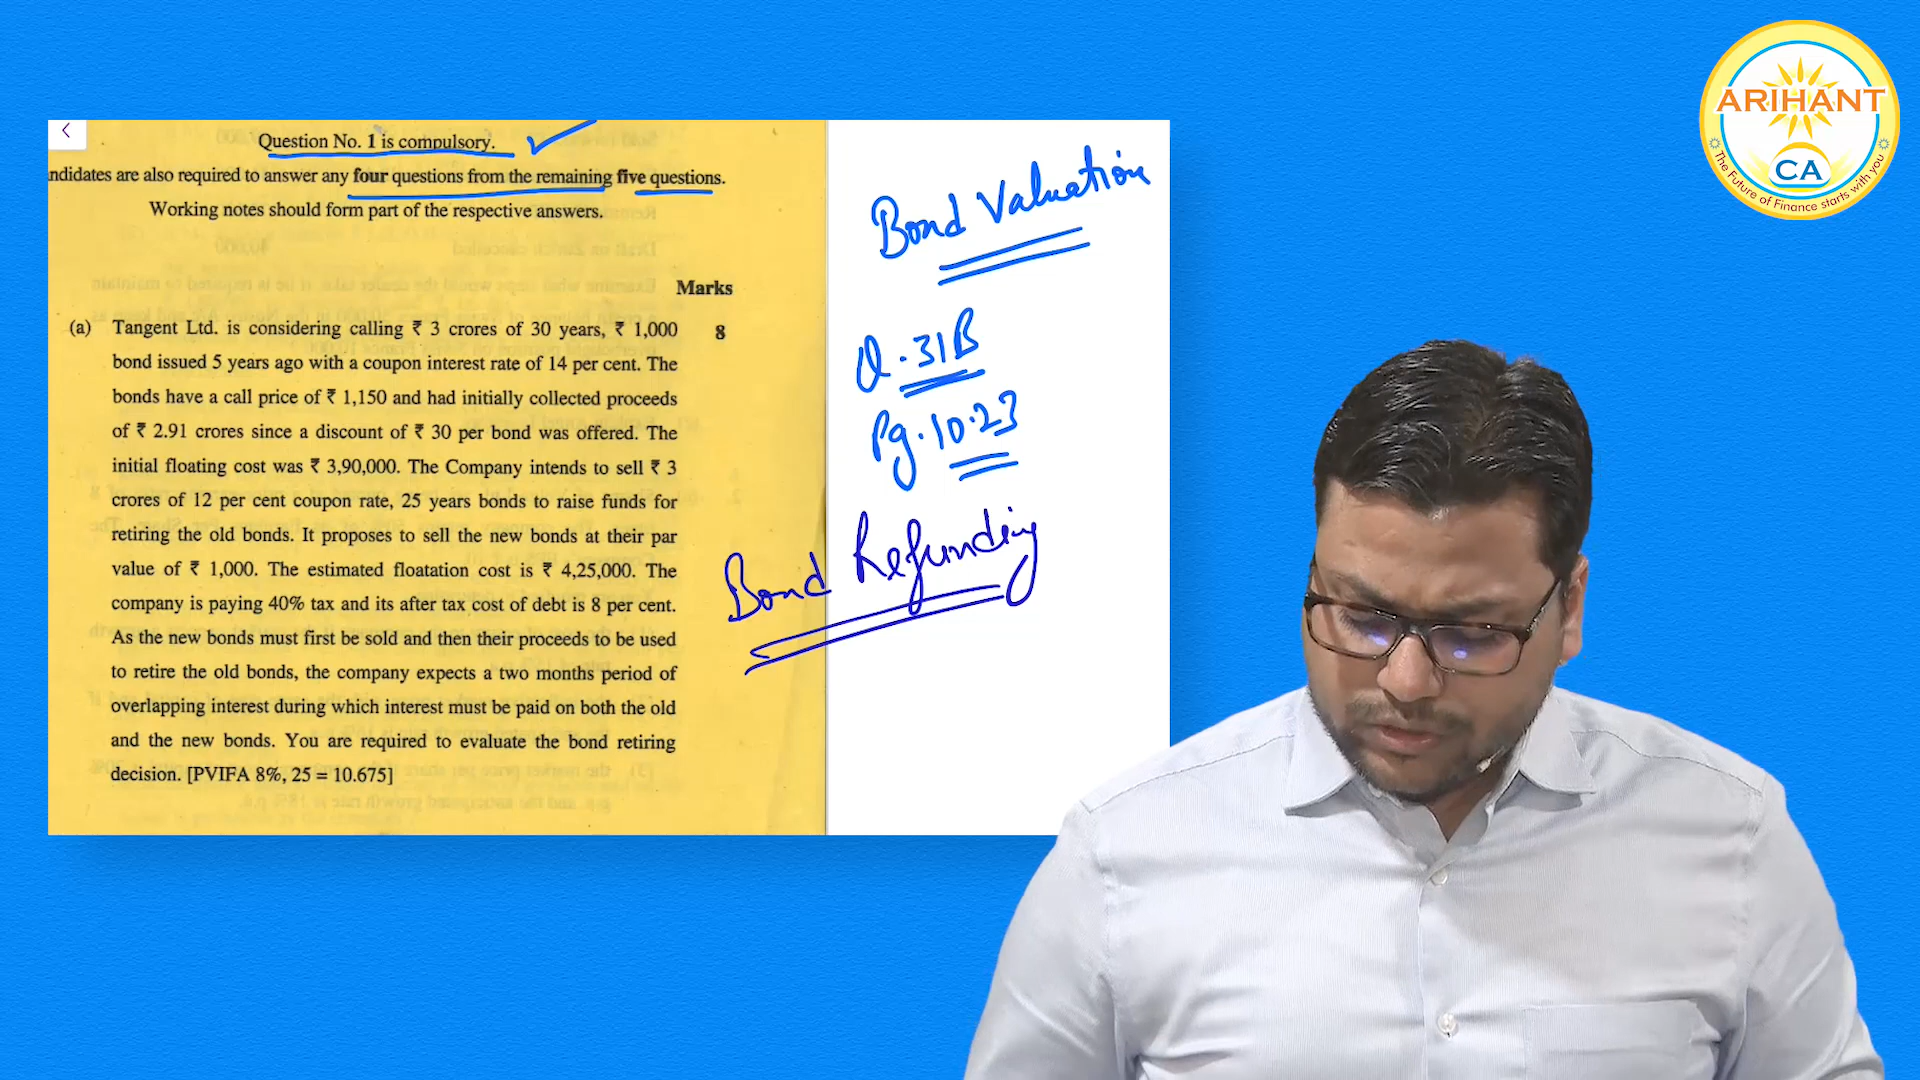 Question No. 1 is compulsory.
ndidates are also required to answer any four questions from the remaining five questions.
Working notes should form part of the respective answers.
Marks
(a) Tangent Ltd. is considering calling ₹ 3 crores of 30 years, ₹ 1,000 8
bond issued 5 years ago with a coupon interest rate of 14 per cent. The
bonds have a call price of ₹ 1,150 and had initially collected proceeds
of ₹ 2.91 crores since a discount of ₹ 30 per bond was offered. The
initial floating cost was ₹ 3,90,000. The Company intends to sell ₹ 3
crores of 12 per cent coupon rate, 25 years bonds to raise funds for
retiring the old bonds. It proposes to sell the new bonds at their par
value of ₹ 1,000. The estimated floatation cost is ₹ 4,25,000. The
company is paying 40% tax and its after tax cost of debt is 8 per cent.
As the new bonds must first be sold and then their proceeds to be used
to retire the old bonds, the company expects a two months period of
overlapping interest during which interest must be paid on both the old
and the new bonds. You are required to evaluate the bond retiring
decision. [PVIFA 8%, 25 = 10.675]
Bond Valuation
Q.31B
Pg.10.23
Bond Refunding
ARIHANT
CA
The Future of Finance starts with you